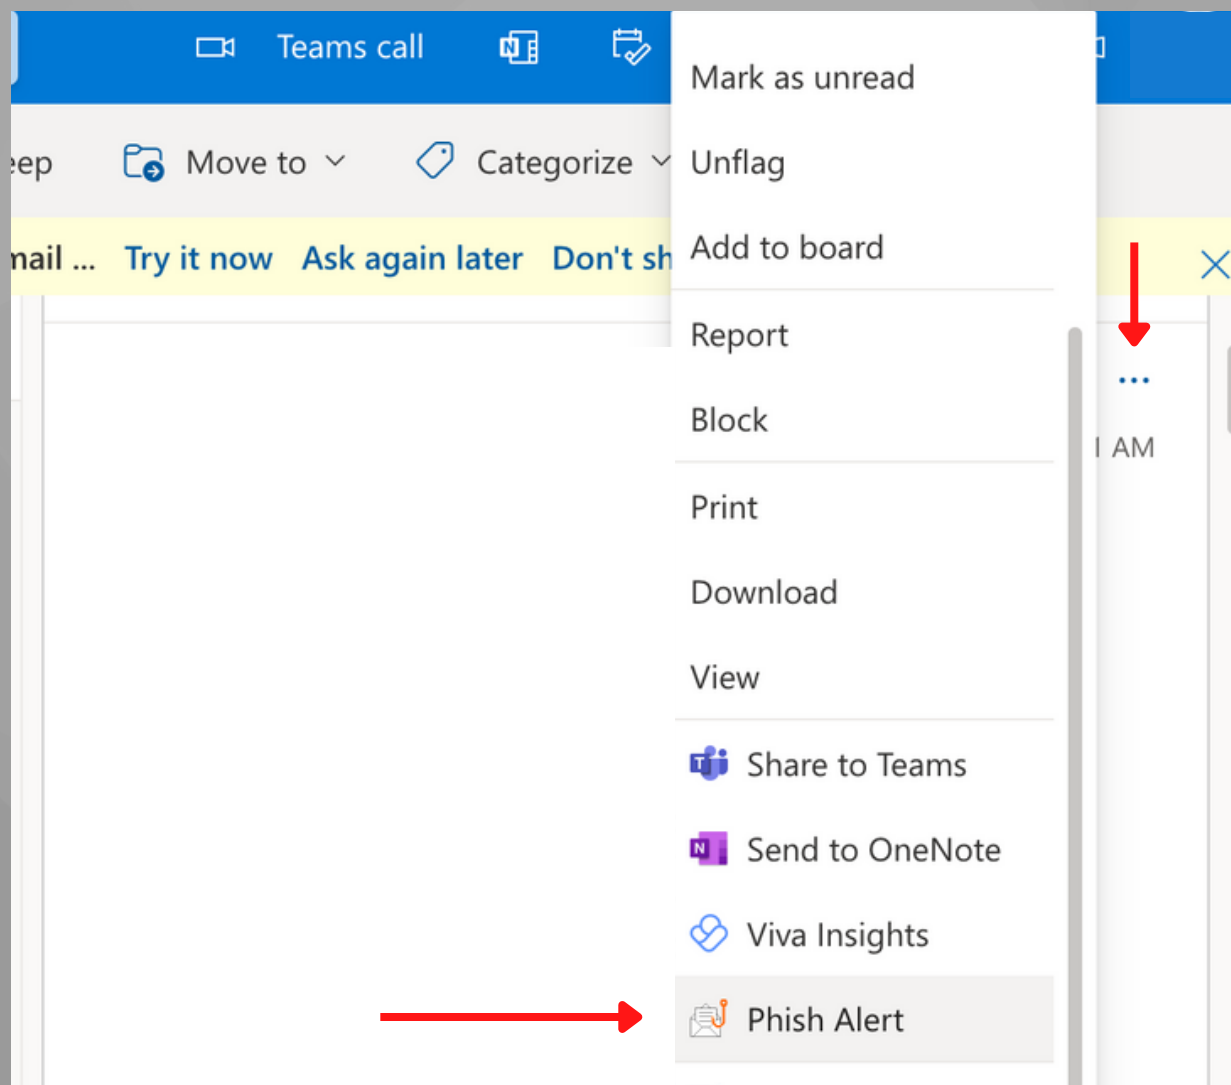 Teams call
eep
Move to
Categorize
mail ...
Try it now
Ask again later
Don't sh
Mark as unread
Unflag
Add to board
Report
Block
AM
Print
Download
View
Share to Teams
Send to OneNote
Viva Insights
Phish Alert